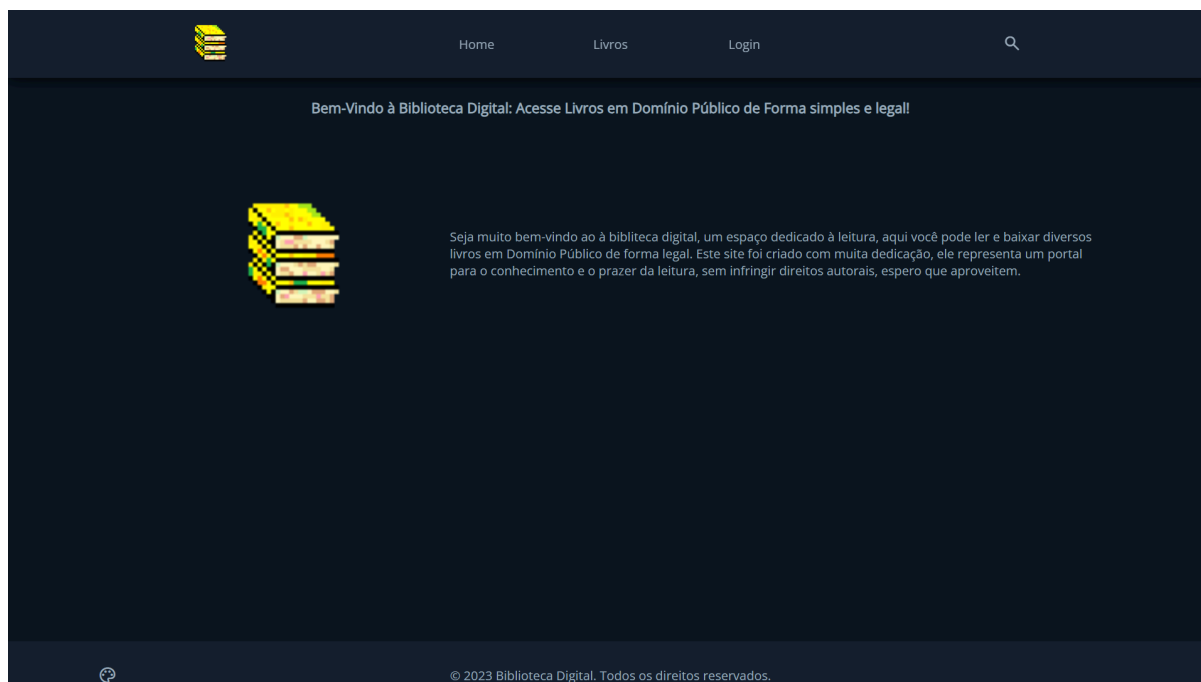 Home Livros Login
Bem-Vindo à Biblioteca Digital: Acesse Livros em Domínio Público de Forma simples e legal!
Seja muito bem-vindo ao à bibliteca digital, um espaço dedicado à leitura, aqui você pode ler e baixar diversos
livros em Domínio Público de forma legal. Este site foi criado com muita dedicação, ele representa um portal
para o conhecimento e o prazer da leitura, sem infringir direitos autorais, espero que aproveitem.
© 2023 Biblioteca Digital. Todos os direitos reservados.